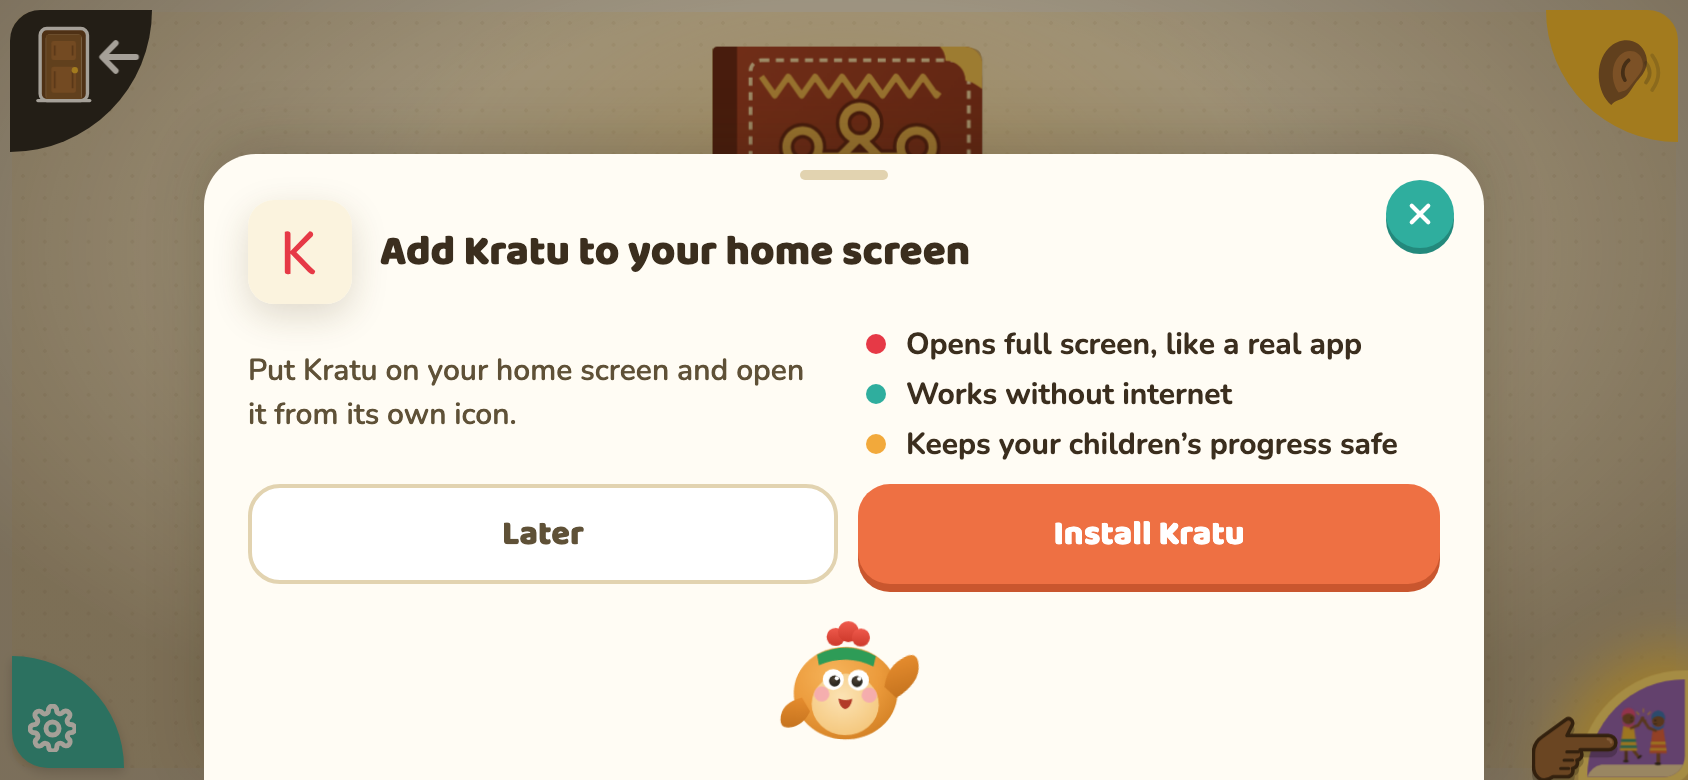 K
Add Kratu to your home screen
Put Kratu on your home screen and open
it from its own icon.
Opens full screen, like a real app
Works without internet
Keeps your children’s progress safe
Later
Install Kratu